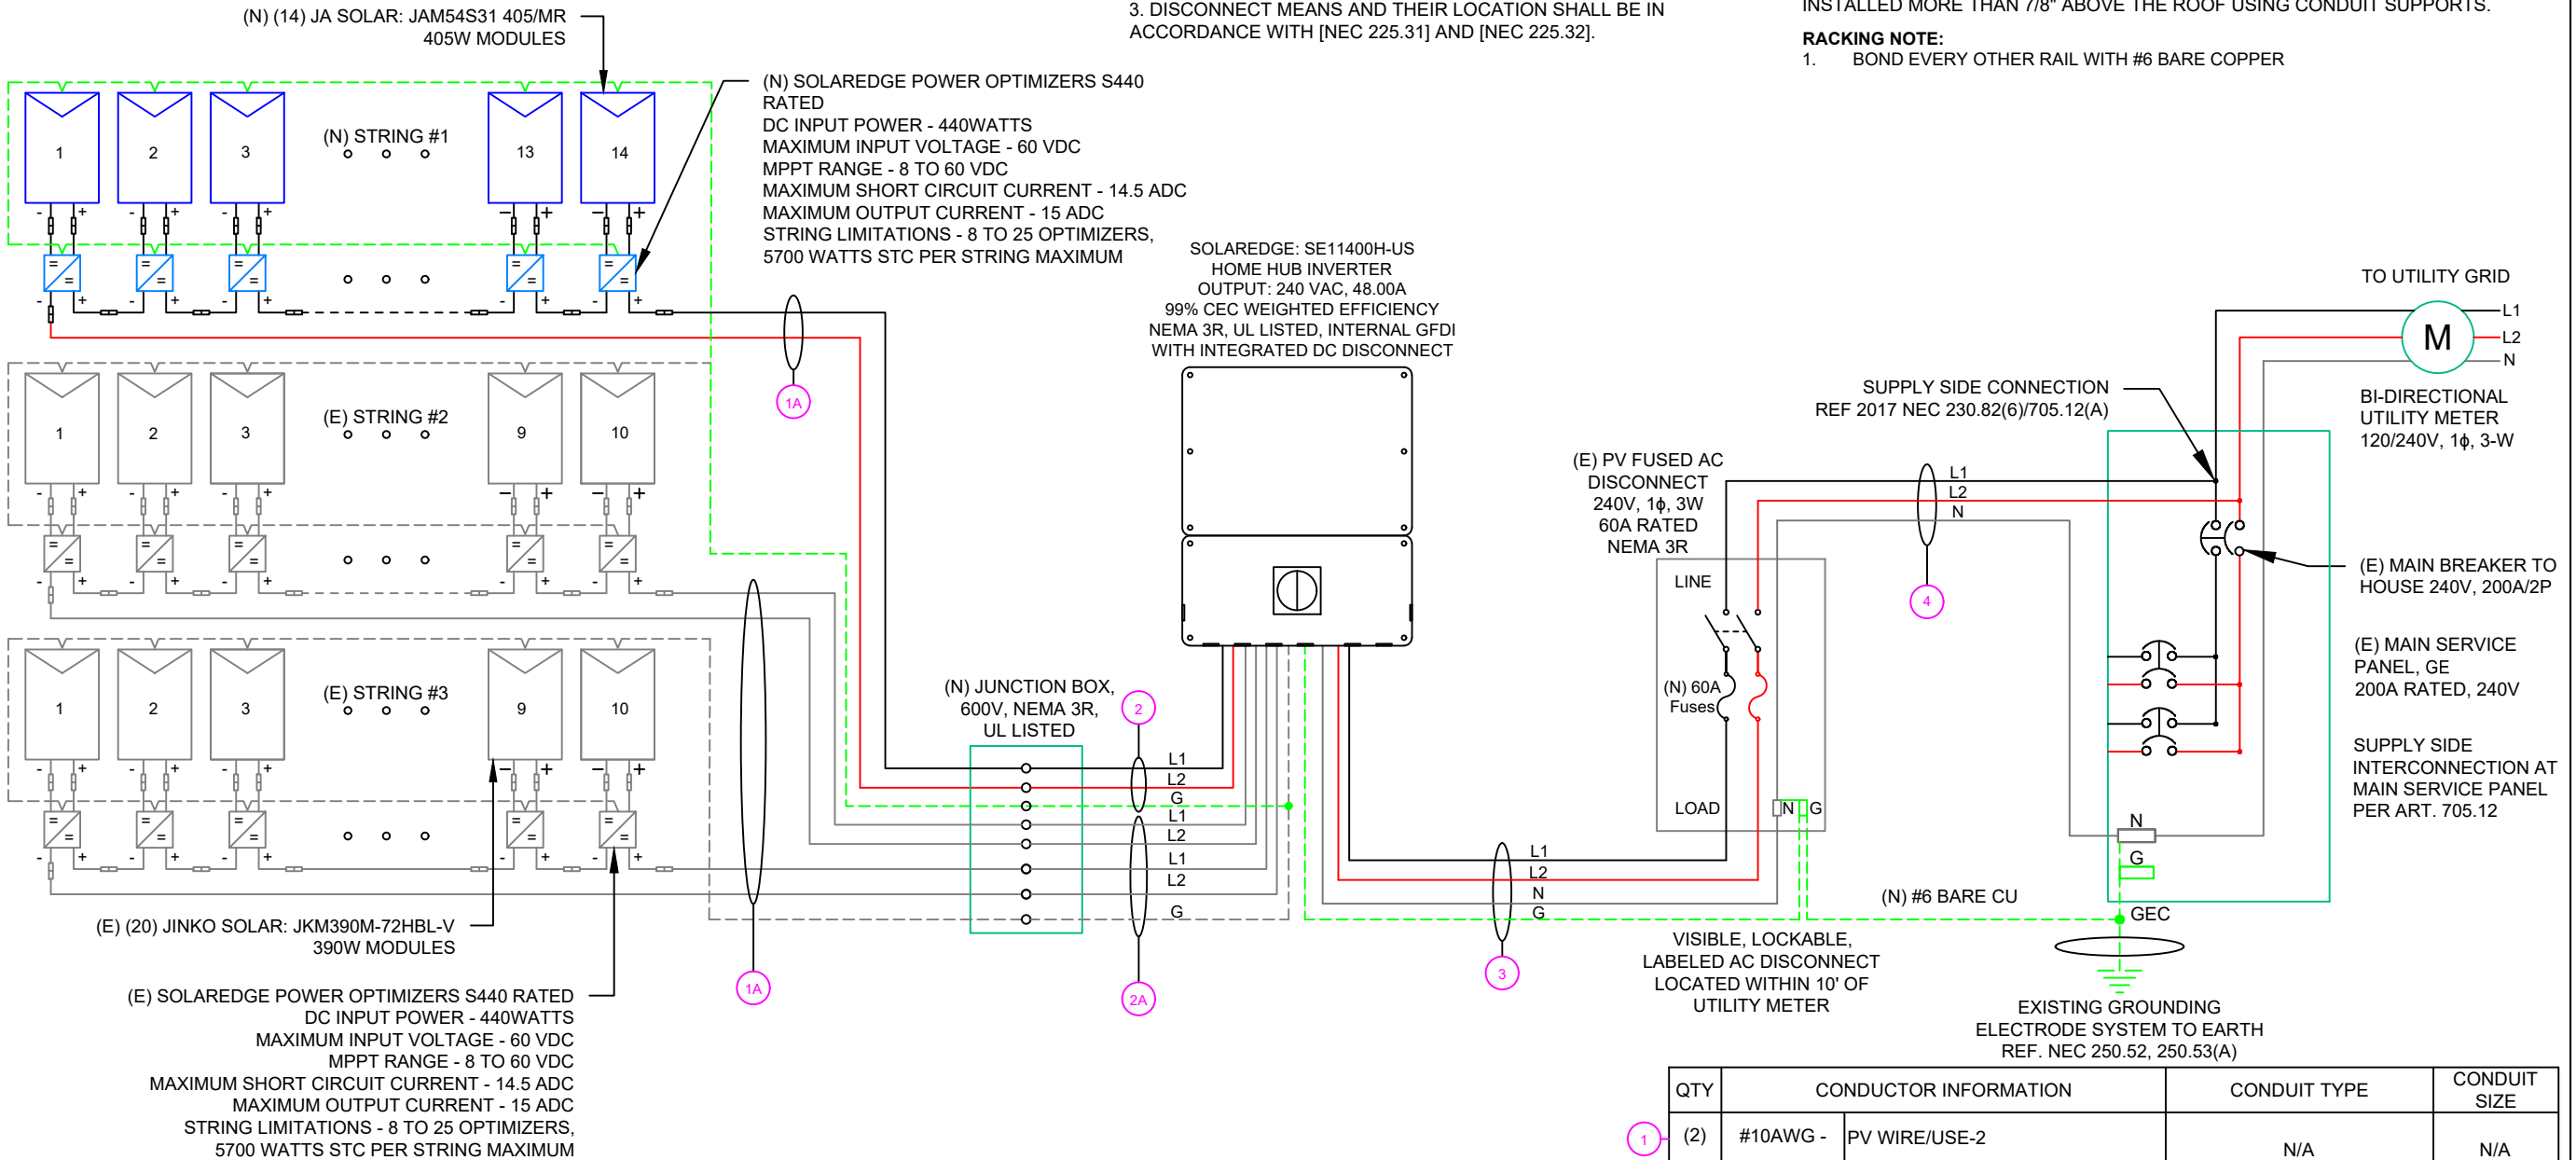 (N) (14) JA SOLAR: JAM54S31 405/MR
405W MODULES
3. DISCONNECT MEANS AND THEIR LOCATION SHALL BE IN
ACCORDANCE WITH [NEC 225.31] AND [NEC 225.32].
INSTALLED MORE THAN 7/8" ABOVE THE ROOF USING CONDUIT SUPPORTS.
RACKING NOTE:
1. BOND EVERY OTHER RAIL WITH #6 BARE COPPER
(N) SOLAREDGE POWER OPTIMIZERS S440
RATED
DC INPUT POWER - 440WATTS
MAXIMUM INPUT VOLTAGE - 60 VDC
MPPT RANGE - 8 TO 60 VDC
MAXIMUM SHORT CIRCUIT CURRENT - 14.5 ADC
MAXIMUM OUTPUT CURRENT - 15 ADC
STRING LIMITATIONS - 8 TO 25 OPTIMIZERS,
5700 WATTS STC PER STRING MAXIMUM
(N) STRING #1
1 2 3 13 14
- + - + - + - + - +
- + - + - + - + - +
1A
(E) STRING #2
1 2 3 9 10
- + - + - + - + - +
- + - + - + - + - +
(E) STRING #3
1 2 3 9 10
- + - + - + - + - +
- + - + - + - + - +
1A
(E) (20) JINKO SOLAR: JKM390M-72HBL-V
390W MODULES
(E) SOLAREDGE POWER OPTIMIZERS S440 RATED
DC INPUT POWER - 440WATTS
MAXIMUM INPUT VOLTAGE - 60 VDC
MPPT RANGE - 8 TO 60 VDC
MAXIMUM SHORT CIRCUIT CURRENT - 14.5 ADC
MAXIMUM OUTPUT CURRENT - 15 ADC
STRING LIMITATIONS - 8 TO 25 OPTIMIZERS,
5700 WATTS STC PER STRING MAXIMUM
SOLAREDGE: SE11400H-US
HOME HUB INVERTER
OUTPUT: 240 VAC, 48.00A
99% CEC WEIGHTED EFFICIENCY
NEMA 3R, UL LISTED, INTERNAL GFDI
WITH INTEGRATED DC DISCONNECT
(N) JUNCTION BOX,
600V, NEMA 3R,
UL LISTED
2
L1
L2
G
L1
L2
L1
L2
G
2A
(E) PV FUSED AC
DISCONNECT
240V, 1ϕ, 3W
60A RATED
NEMA 3R
LINE
(N) 60A
Fuses
LOAD
N G
L1
L2
N
G
3
VISIBLE, LOCKABLE,
LABELED AC DISCONNECT
LOCATED WITHIN 10' OF
UTILITY METER
L1
L2
N
4
SUPPLY SIDE CONNECTION
REF 2017 NEC 230.82(6)/705.12(A)
TO UTILITY GRID
M
L1
L2
N
BI-DIRECTIONAL
UTILITY METER
120/240V, 1ϕ, 3-W
(E) MAIN BREAKER TO
HOUSE 240V, 200A/2P
(E) MAIN SERVICE
PANEL, GE
200A RATED, 240V
SUPPLY SIDE
INTERCONNECTION AT
MAIN SERVICE PANEL
PER ART. 705.12
N
G
(N) #6 BARE CU
GEC
EXISTING GROUNDING
ELECTRODE SYSTEM TO EARTH
REF. NEC 250.52, 250.53(A)
QTY CONDUCTOR INFORMATION CONDUIT TYPE CONDUIT
SIZE
1 (2) #10AWG - PV WIRE/USE-2 N/A N/A